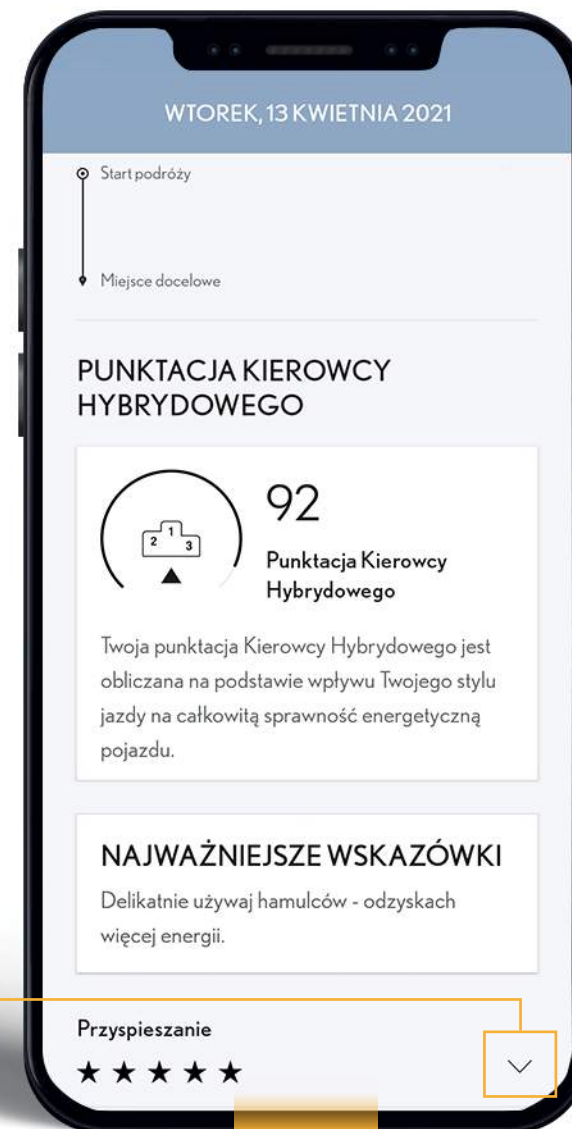 WTOREK, 13 KWIETNIA 2021
Start podróży
Miejsce docelowe
PUNKTACJA KIEROWCY
HYBRYDOWEGO
2 1 3
92
Punktacja Kierowcy
Hybrydowego
Twoja punktacja Kierowcy Hybrydowego jest
obliczana na podstawie wpływu Twojego stylu
jazdy na całkowitą sprawność energetyczną
pojazdu.
NAJWAŻNIEJSZE WSKAZÓWKI
Delikatnie używaj hamulców - odzyskach
więcej energii.
Przyspieszanie